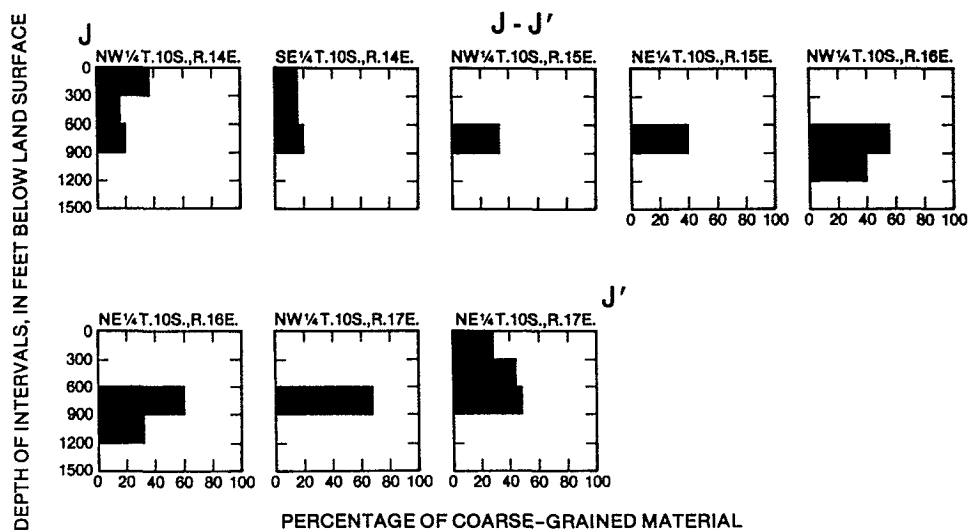 DEPTH OF INTERVALS, IN FEET BELOW LAND SURFACE
J
J - J′
NW¼T.10S.,R.14E.
SE¼T.10S.,R.14E.
NW¼T.10S.,R.15E.
NE¼T.10S.,R.15E.
NW¼T.10S.,R.16E.
0
300
600
900
1200
1500
0 20 40 60 80 100
0 20 40 60 80 100
J′
NE¼T.10S.,R.16E.
NW¼T.10S.,R.17E.
NE¼T.10S.,R.17E.
0
300
600
900
1200
1500
0 20 40 60 80 100
0 20 40 60 80 100
0 20 40 60 80 100
PERCENTAGE OF COARSE-GRAINED MATERIAL